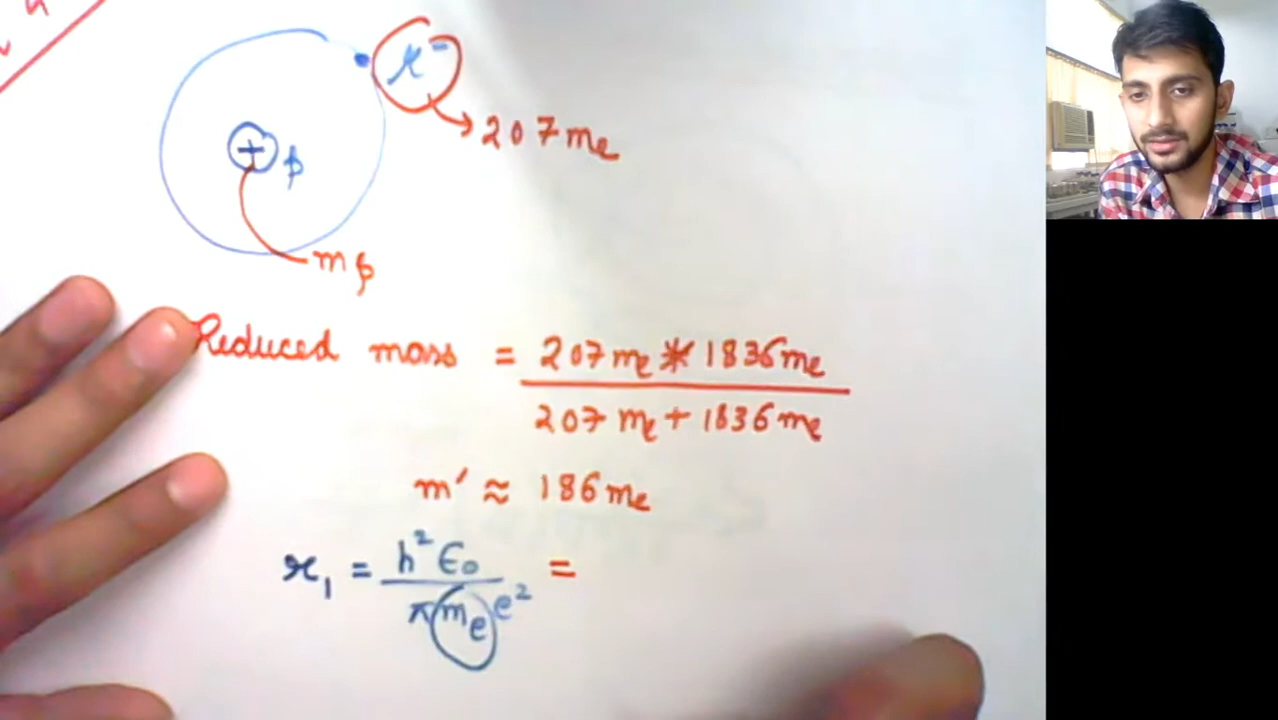 μ⁻
207 me
+ p
mp
Reduced mass = 207 me * 1836 me
207 me + 1836 me
m′ ≈ 186 me
r₁ = h² ϵ₀ =
π me e²